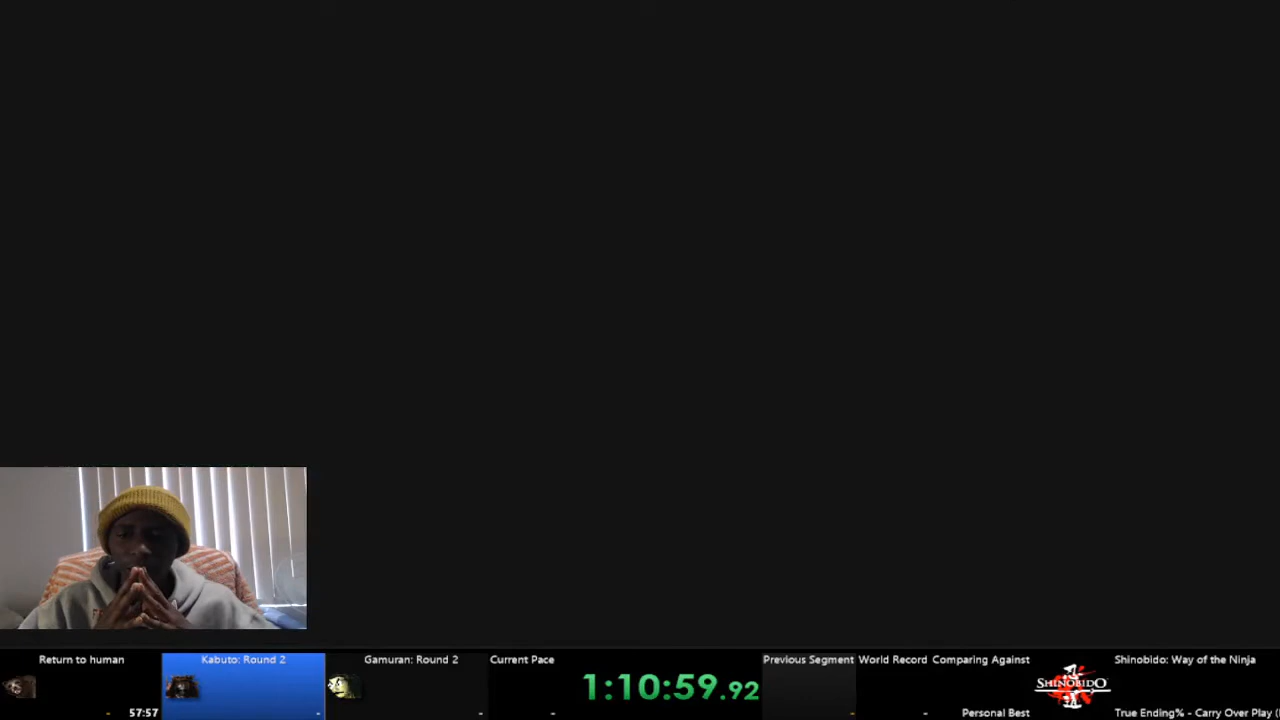 Return to human
57:57
-
Kabuto: Round 2
-
Gamuran: Round 2
-
Current Pace
-
1:10:59.92
Previous Segment
-
World Record
-
Comparing Against
Personal Best
SHINOBIDO
Shinobido: Way of the Ninja
True Ending% - Carry Over Play (